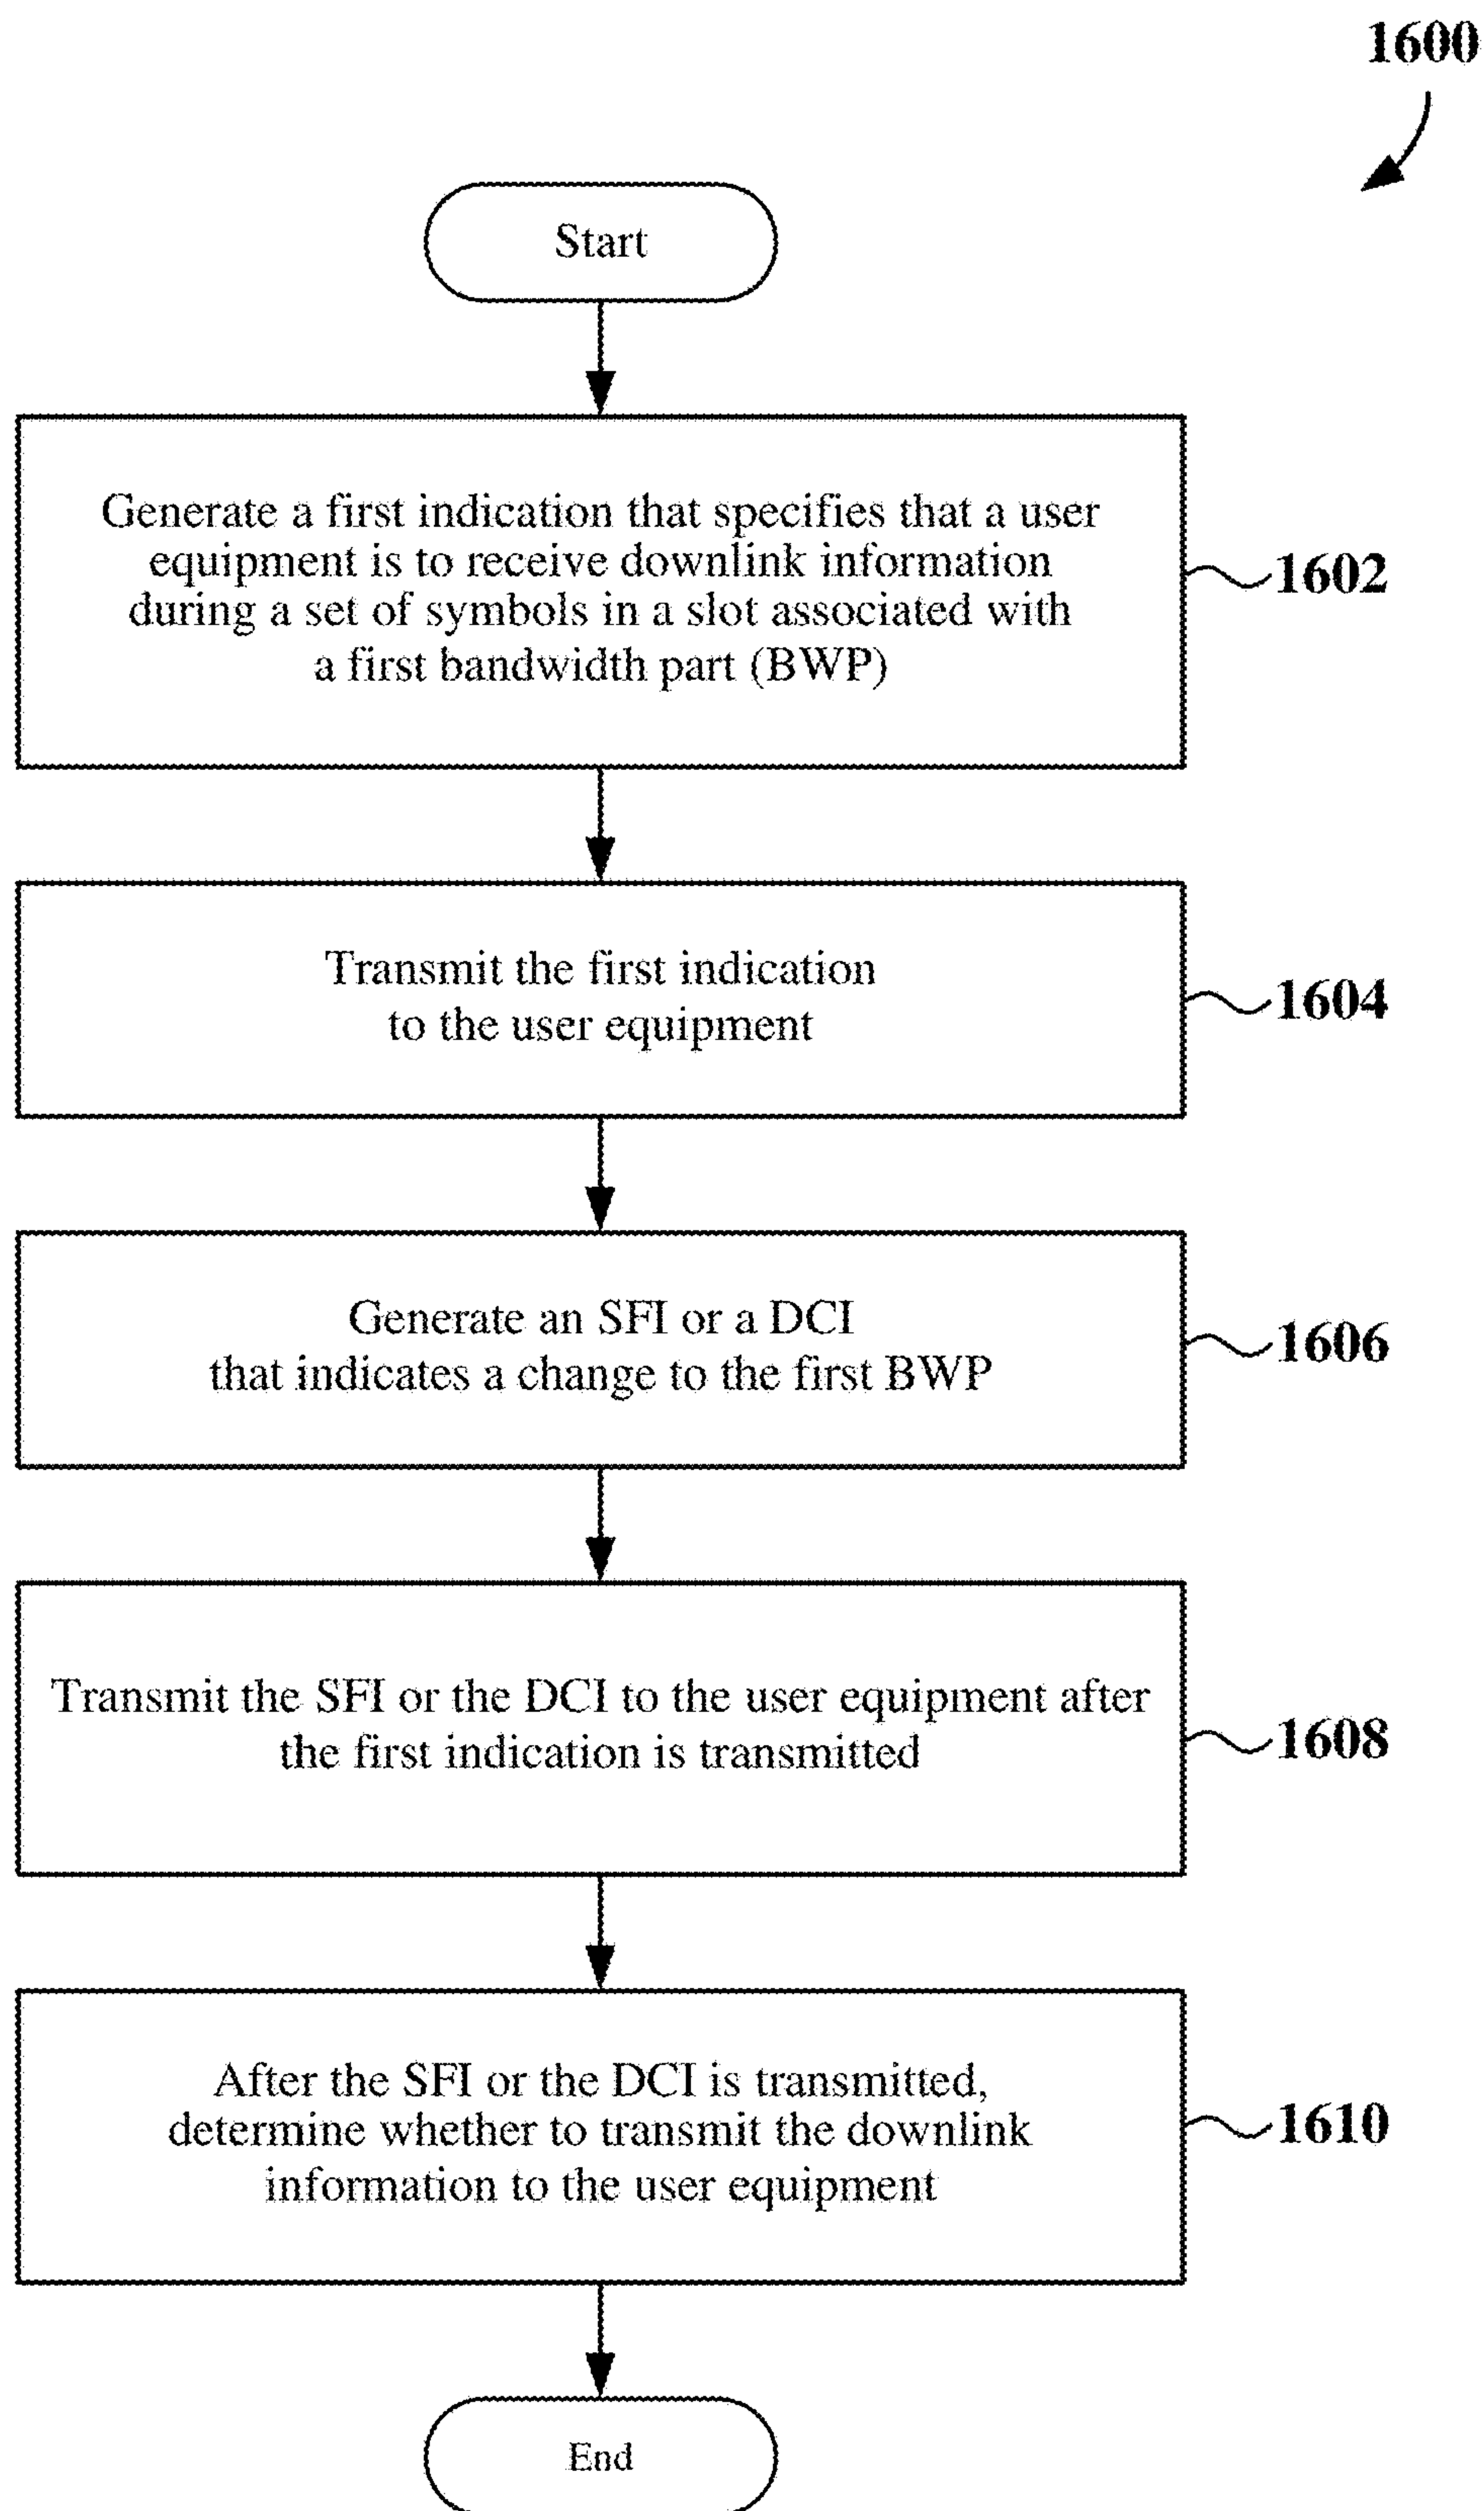 1600
Start
Generate a first indication that specifies that a user
equipment is to receive downlink information
during a set of symbols in a slot associated with
a first bandwidth part (BWP)
1602
Transmit the first indication
to the user equipment
1604
Generate an SFI or a DCI
that indicates a change to the first BWP
1606
Transmit the SFI or the DCI to the user equipment after
the first indication is transmitted
1608
After the SFI or the DCI is transmitted,
determine whether to transmit the downlink
information to the user equipment
1610
End